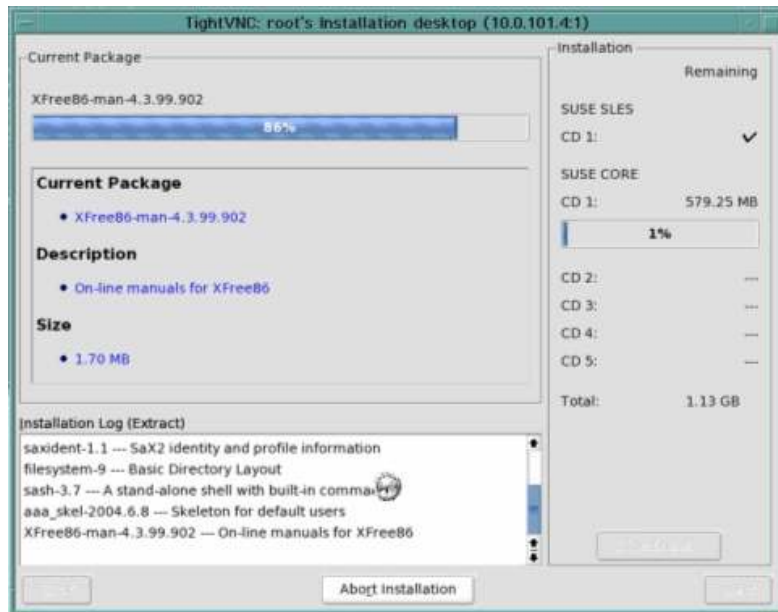 TightVNC: root's Installation desktop (10.0.101.4:1)
Current Package
XFree86-man-4.3.99.902
86%
Current Package
XFree86-man-4.3.99.902
Description
On-line manuals for XFree86
Size
1.70 MB
Installation Log (Extract)
saxident-1.1 --- SaX2 identity and profile information
filesystem-9 --- Basic Directory Layout
sash-3.7 --- A stand-alone shell with built-in comma
aaa_skel-2004.6.8 --- Skeleton for default users
XFree86-man-4.3.99.902 --- On-line manuals for XFree86
Installation
Remaining
SUSE SLES
CD 1: ✔
SUSE CORE
CD 1: 579.25 MB
1%
CD 2: ---
CD 3: ---
CD 4: ---
CD 5: ---
Total: 1.13 GB
Abort Installation